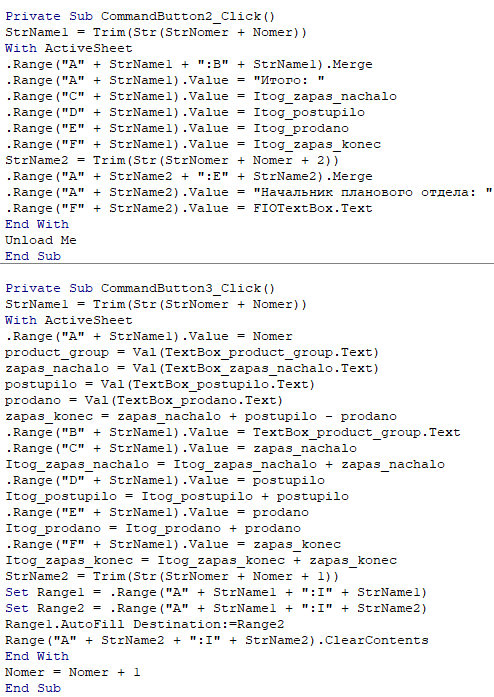 Private Sub CommandButton2_Click()
StrName1 = Trim(Str(StrNomer + Nomer))
With ActiveSheet
.Range("A" + StrName1 + ":B" + StrName1).Merge
.Range("A" + StrName1).Value = "Итого: "
.Range("C" + StrName1).Value = Itog_zapas_nachalo
.Range("D" + StrName1).Value = Itog_postupilo
.Range("E" + StrName1).Value = Itog_prodano
.Range("F" + StrName1).Value = Itog_zapas_konec
StrName2 = Trim(Str(StrNomer + Nomer + 2))
.Range("A" + StrName2 + ":E" + StrName2).Merge
.Range("A" + StrName2).Value = "Начальник планового отдела: "
.Range("F" + StrName2).Value = FIOTextBox.Text
End With
Unload Me
End Sub
Private Sub CommandButton3_Click()
StrName1 = Trim(Str(StrNomer + Nomer))
With ActiveSheet
.Range("A" + StrName1).Value = Nomer
product_group = Val(TextBox_product_group.Text)
zapas_nachalo = Val(TextBox_zapas_nachalo.Text)
postupilo = Val(TextBox_postupilo.Text)
prodano = Val(TextBox_prodano.Text)
zapas_konec = zapas_nachalo + postupilo - prodano
.Range("B" + StrName1).Value = TextBox_product_group.Text
.Range("C" + StrName1).Value = zapas_nachalo
Itog_zapas_nachalo = Itog_zapas_nachalo + zapas_nachalo
.Range("D" + StrName1).Value = postupilo
Itog_postupilo = Itog_postupilo + postupilo
.Range("E" + StrName1).Value = prodano
Itog_prodano = Itog_prodano + prodano
.Range("F" + StrName1).Value = zapas_konec
Itog_zapas_konec = Itog_zapas_konec + zapas_konec
StrName2 = Trim(Str(StrNomer + Nomer + 1))
Set Range1 = .Range("A" + StrName1 + ":I" + StrName1)
Set Range2 = .Range("A" + StrName1 + ":I" + StrName2)
Range1.AutoFill Destination:=Range2
Range("A" + StrName2 + ":I" + StrName2).ClearContents
End With
Nomer = Nomer + 1
End Sub